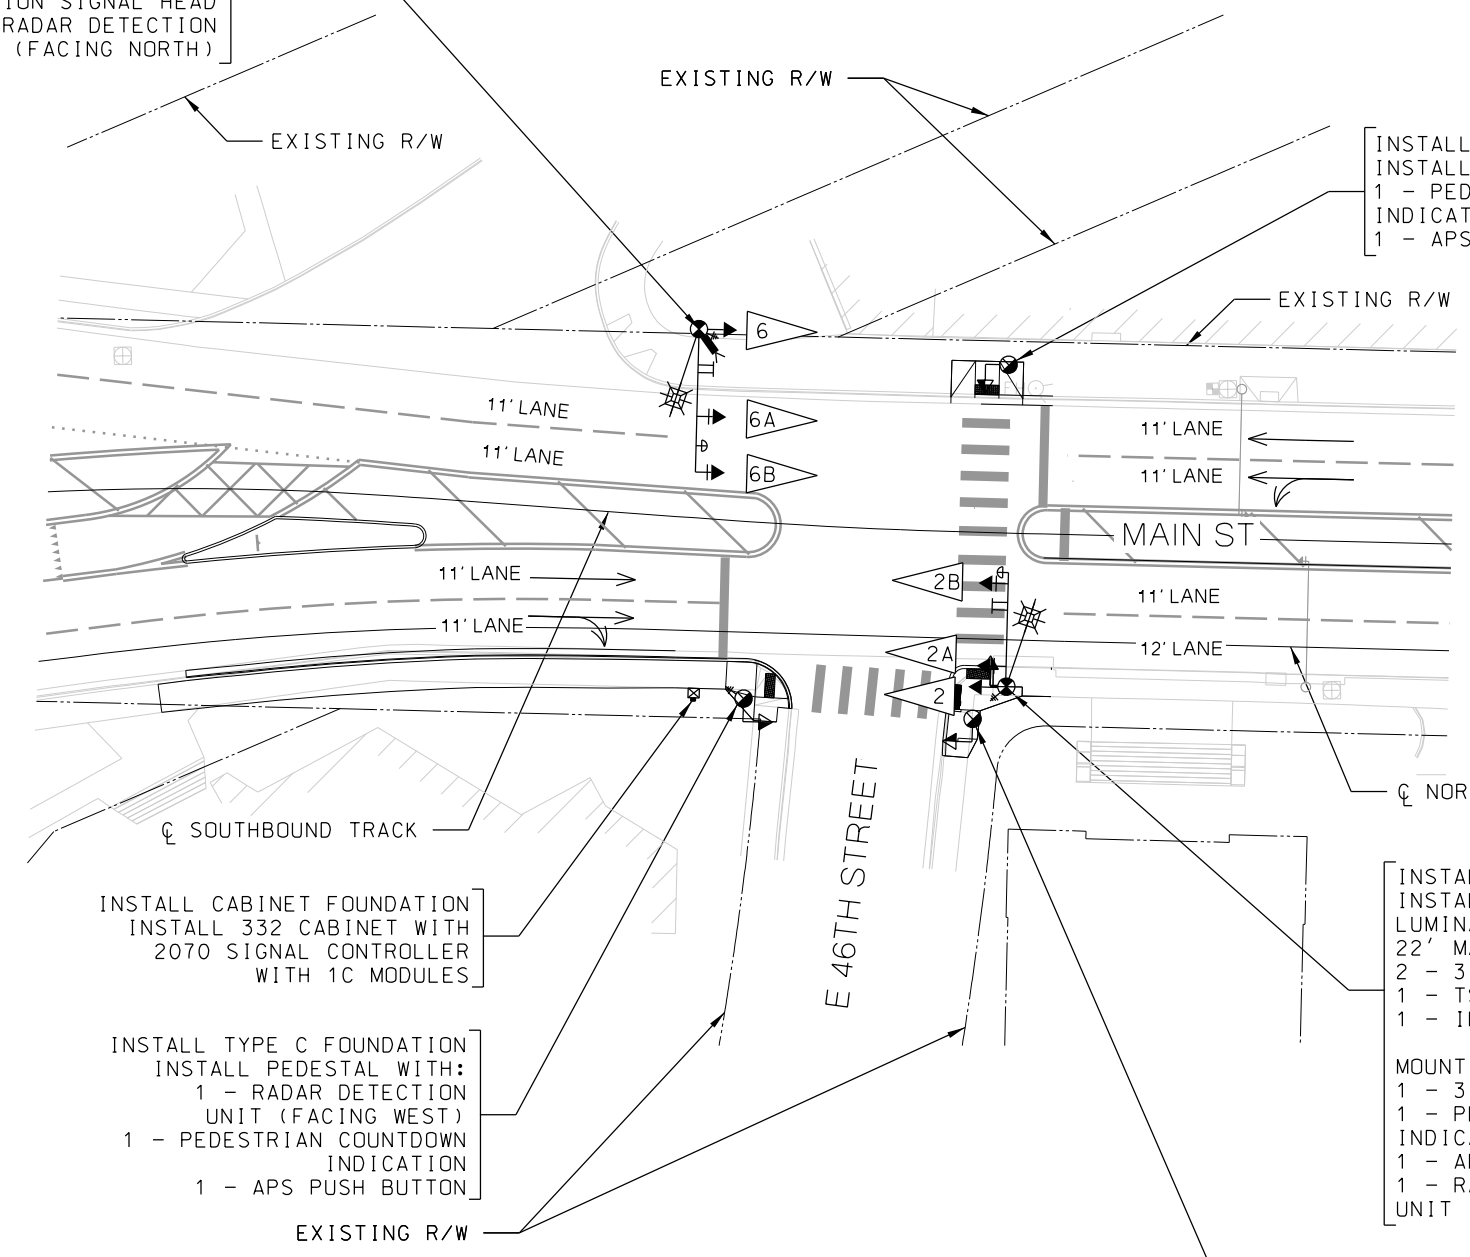 ION SIGNAL HEAD
RADAR DETECTION
(FACING NORTH)
EXISTING R/W
EXISTING R/W
INSTALL
INSTALL
1 - PED
INDICAT
1 - APS
EXISTING R/W
6
6A
6B
11' LANE
11' LANE
11' LANE
11' LANE
MAIN ST
11' LANE
11' LANE
2B
2A
2
11' LANE
12' LANE
℄ SOUTHBOUND TRACK
℄ NOR
E 46TH STREET
INSTALL CABINET FOUNDATION
INSTALL 332 CABINET WITH
2070 SIGNAL CONTROLLER
WITH 1C MODULES
INSTALL TYPE C FOUNDATION
INSTALL PEDESTAL WITH:
1 - RADAR DETECTION
UNIT (FACING WEST)
1 - PEDESTRIAN COUNTDOWN
INDICATION
1 - APS PUSH BUTTON
EXISTING R/W
INSTA
INSTA
LUMIN
22' M
2 - 3
1 - T
1 - I
MOUNT
1 - 3
1 - P
INDIC
1 - A
1 - R
UNIT